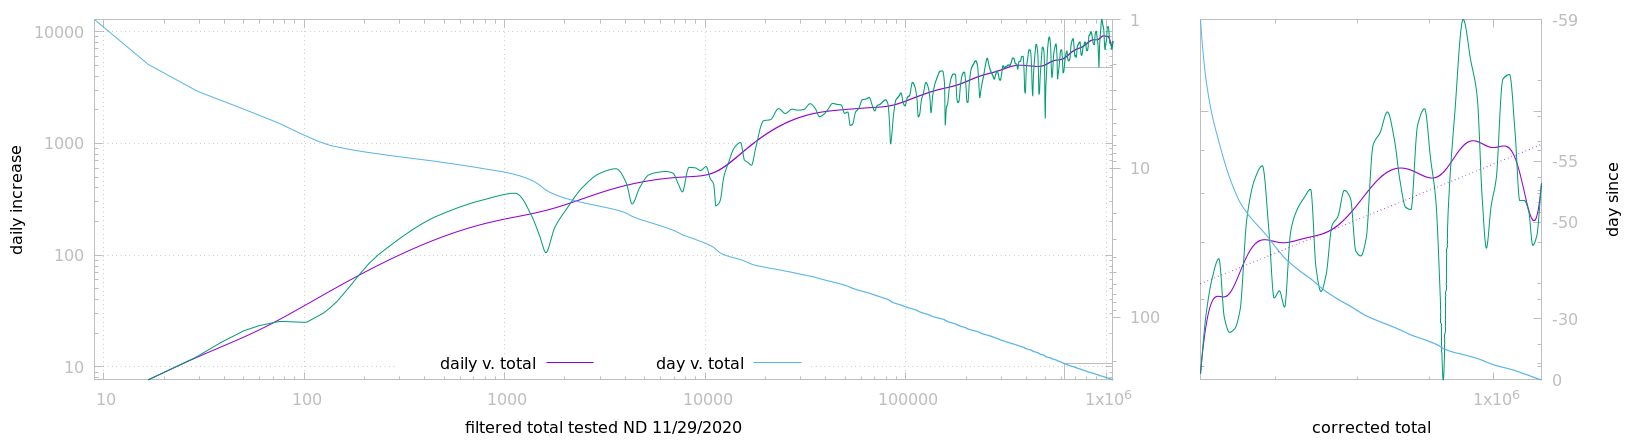 10000
1000
100
10
daily increase
10
100
1000
10000
100000
1x10^6
filtered total tested ND 11/29/2020
daily v. total
day v. total
1
10
100
-59
-55
-50
-30
0
day since
1x10^6
corrected total